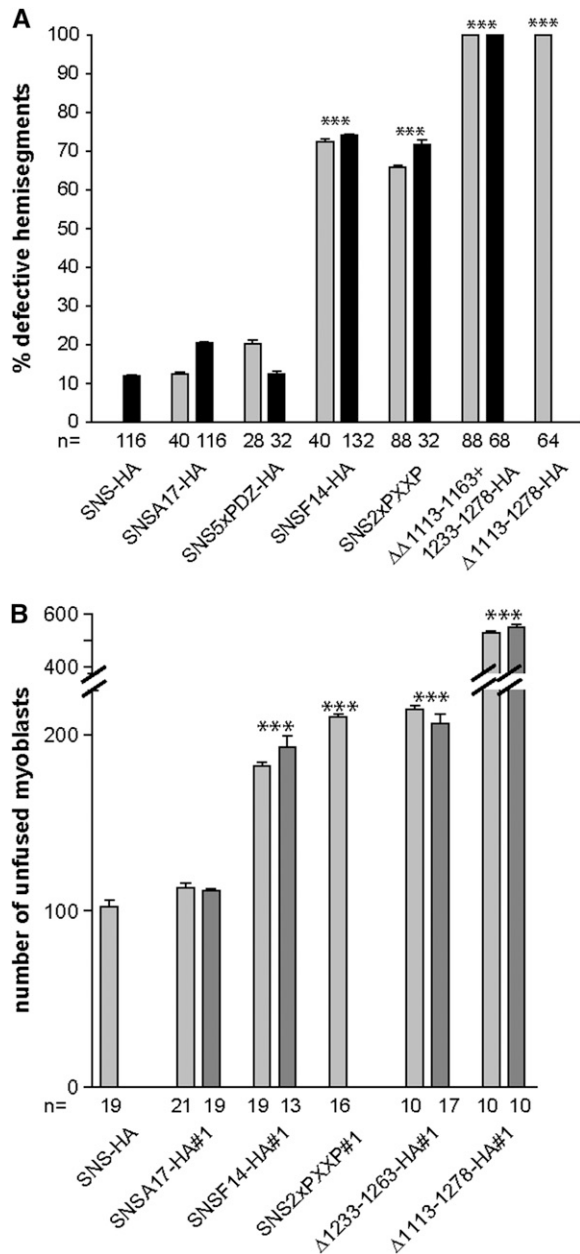 A
% defective hemisegments
100
90
80
70
60
50
40
30
20
10
0
***
***
***
***
n=
116
40 116
28 32
40 132
88 32
88 68
64
SNS-HA
SNSA17-HA
SNS5xPDZ-HA
SNSF14-HA
SNS2xPXXP
ΔΔ1113-1163+
1233-1278-HA
Δ1113-1278-HA
B
number of unfused myoblasts
600
400
200
100
0
***
***
***
***
n=
19
21 19
19 13
16
10 17
10 10
SNS-HA
SNSA17-HA#1
SNSF14-HA#1
SNS2xPXXP#1
Δ1233-1263-HA#1
Δ1113-1278-HA#1